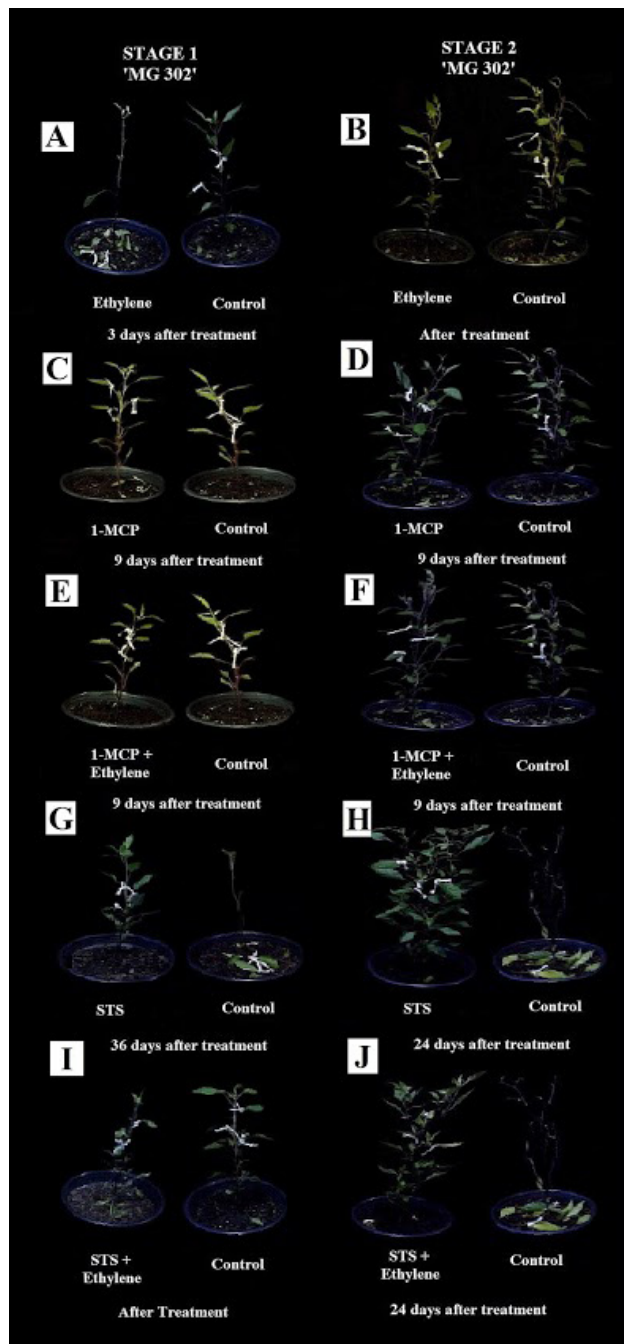 STAGE 1
'MG 302'
STAGE 2
'MG 302'
A
B
Ethylene
Control
Ethylene
Control
3 days after treatment
After treatment
C
D
1-MCP
Control
1-MCP
Control
9 days after treatment
9 days after treatment
E
F
1-MCP +
Ethylene
Control
1-MCP +
Ethylene
Control
9 days after treatment
9 days after treatment
G
H
STS
Control
STS
Control
36 days after treatment
24 days after treatment
I
J
STS +
Ethylene
Control
STS +
Ethylene
Control
After Treatment
24 days after treatment